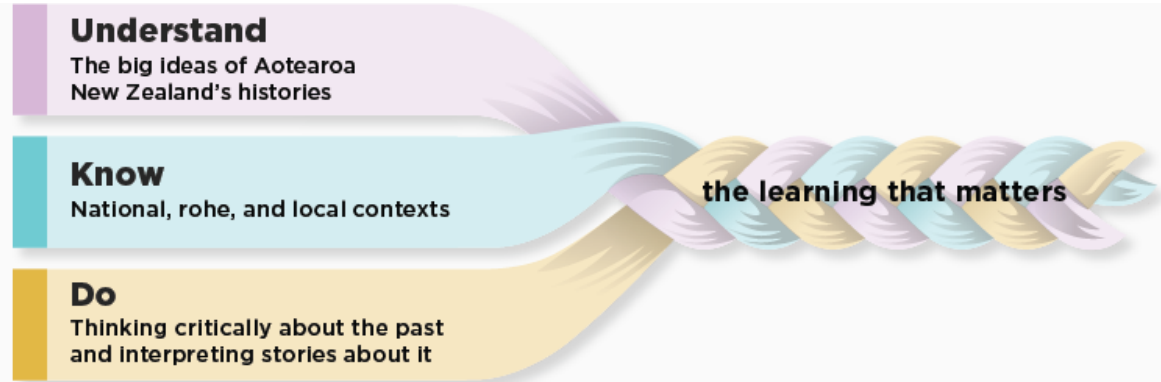 Understand
The big ideas of Aotearoa
New Zealand's histories
Know
National, rohe, and local contexts
Do
Thinking critically about the past
and interpreting stories about it
the learning that matters